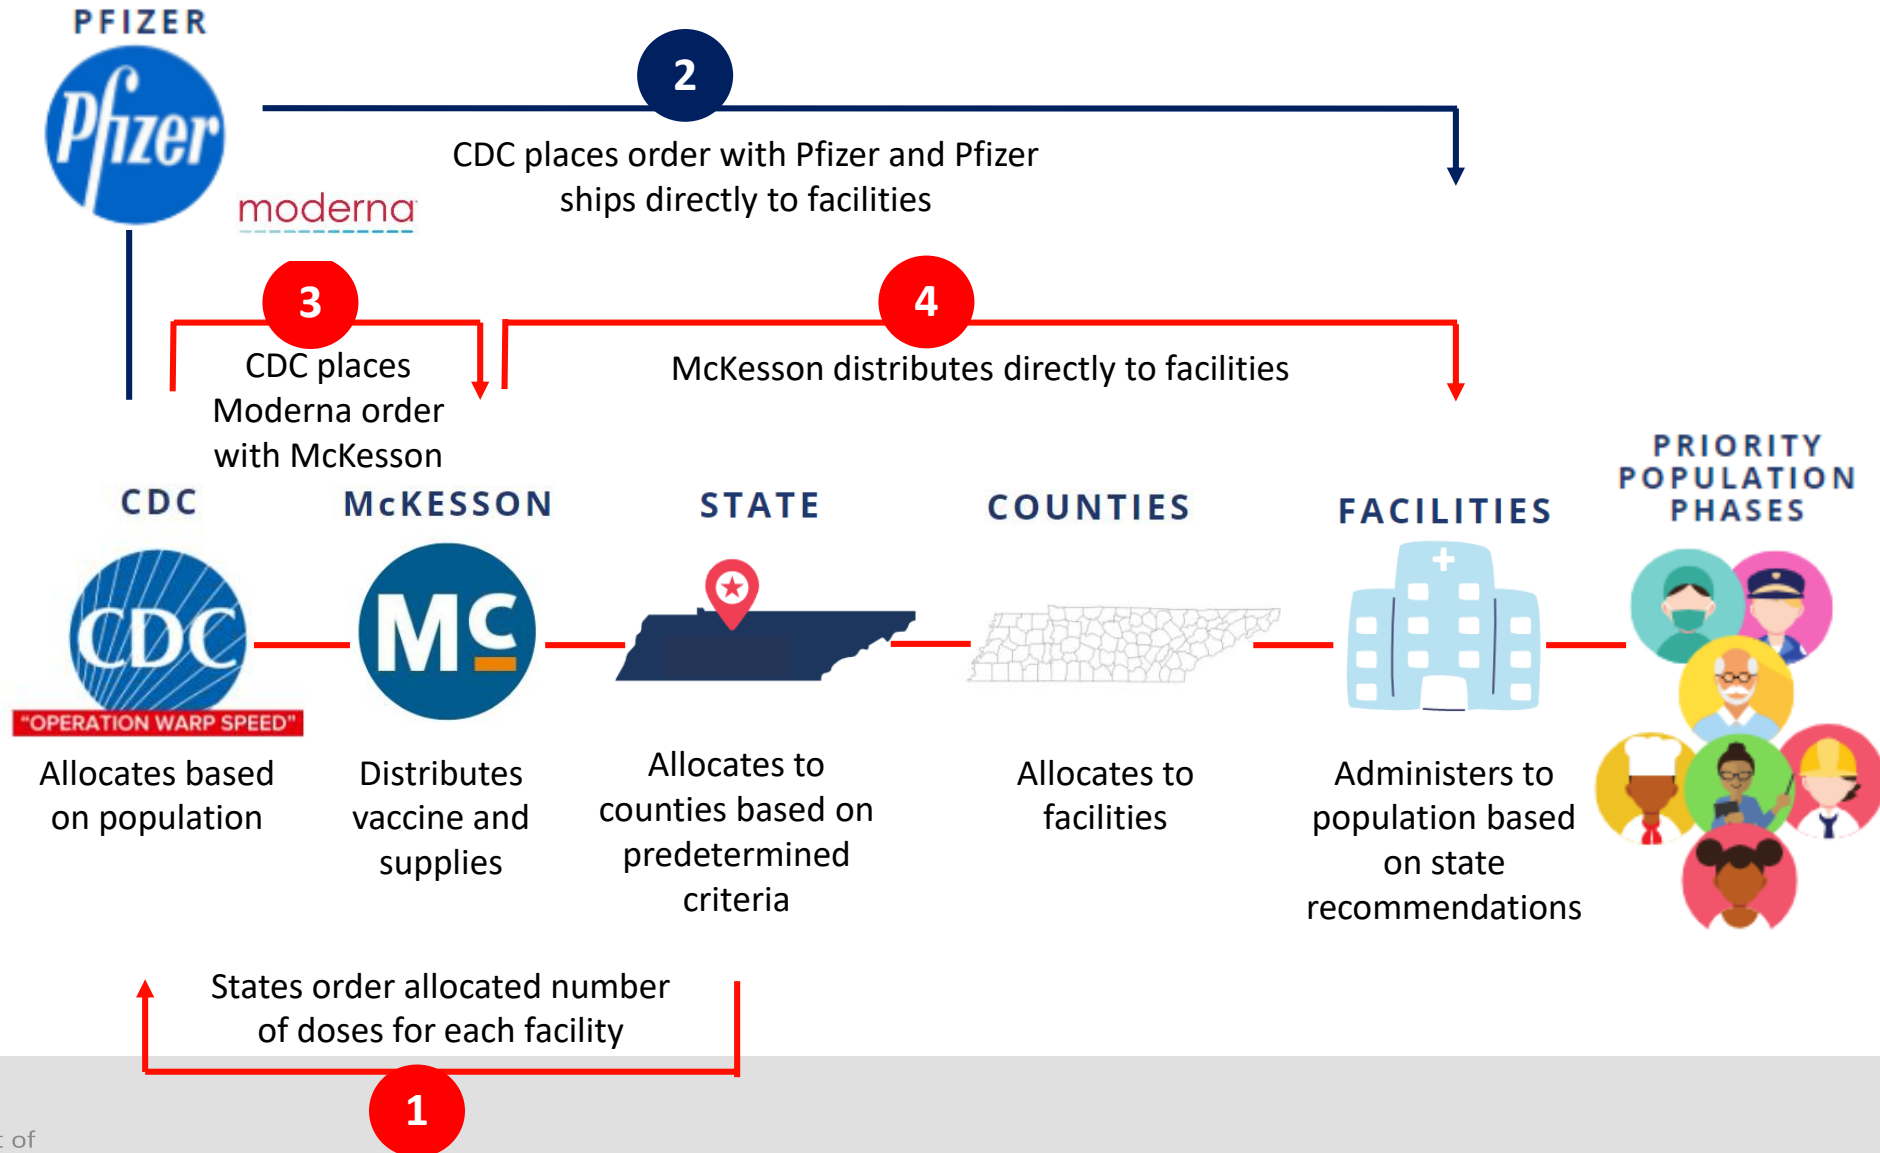 PFIZER
Pfizer
2
CDC places order with Pfizer and Pfizer
ships directly to facilities
moderna
3
4
CDC places
Moderna order
with McKesson
McKesson distributes directly to facilities
CDC
McKESSON
STATE
COUNTIES
FACILITIES
PRIORITY
POPULATION
PHASES
CDC
Mc
"OPERATION WARP SPEED"
Allocates based
on population
Distributes
vaccine and
supplies
Allocates to
counties based on
predetermined
criteria
Allocates to
facilities
Administers to
population based
on state
recommendations
States order allocated number
of doses for each facility
1
of